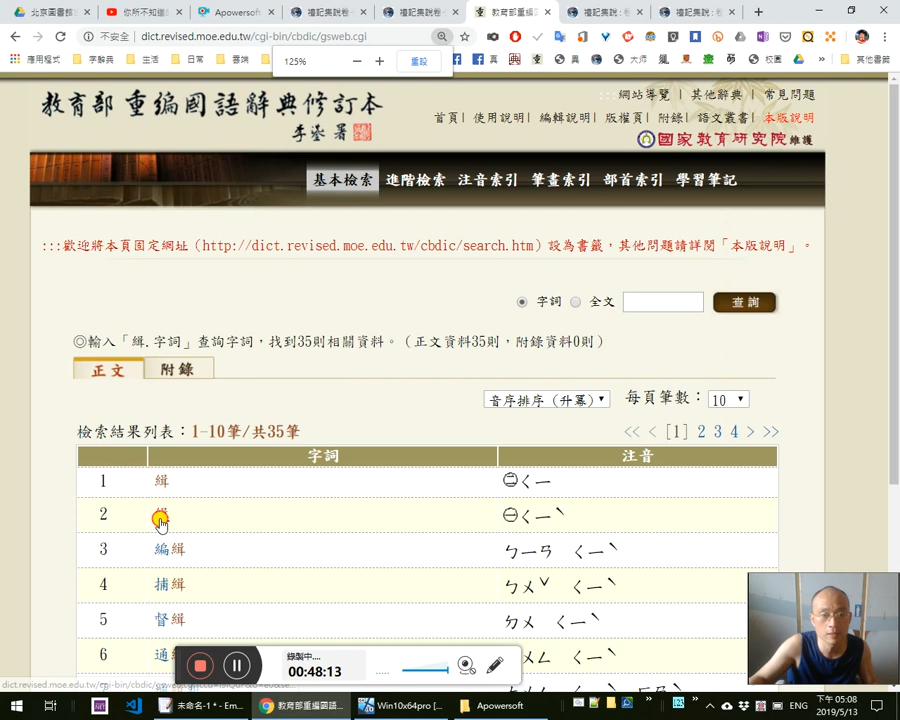 北京圖書館
你所不知道
Apowersoft
禮記集說卷
禮記集說卷
教育部重編
禮記集說:卷
禮記集說:卷
不安全 dict.revised.moe.edu.tw/cbdic/gsweb.cgi
應用程式 字辭典 生活 日常 雲端
125% － ＋ 重設
真 大師 校園 其他書籤
教育部 重編國語辭典修訂本
李鍌 署
網站導覽 | 其他辭典 | 常見問題
首頁| 使用說明| 編輯說明| 版權頁| 附錄| 語文叢書| 本版說明
國家教育研究院 維護
基本檢索 進階檢索 注音索引 筆畫索引 部首索引 學習筆記
:::歡迎將本頁固定網址（http://dict.revised.moe.edu.tw/cbdic/search.htm）設為書籤，其他問題請詳閱「本版說明」。
字詞 全文 查詢
◎輸入「緝.字詞」查詢字詞，找到35則相關資料。（正文資料35則，附錄資料0則）
正文 附錄
音序排序（升冪） 每頁筆數： 10
檢索結果列表：1-10筆/共35筆 << < [1] 2 3 4 > >>
字詞 注音
1 緝 ㊁ㄑㄧ
2 ㊀ㄑㄧˋ
3 編緝 ㄅㄧㄢ ㄑㄧˋ
4 捕緝 ㄅㄨˇ ㄑㄧˋ
5 督緝 ㄉㄨ ㄑㄧˋ
6 通 ㄨㄥ ㄑㄧˋ
錄製中....
00:48:13
未命名-1 * - Em...
教育部重編國語...
Win10x64pro [...
Apowersoft
下午 05:08
2019/5/13